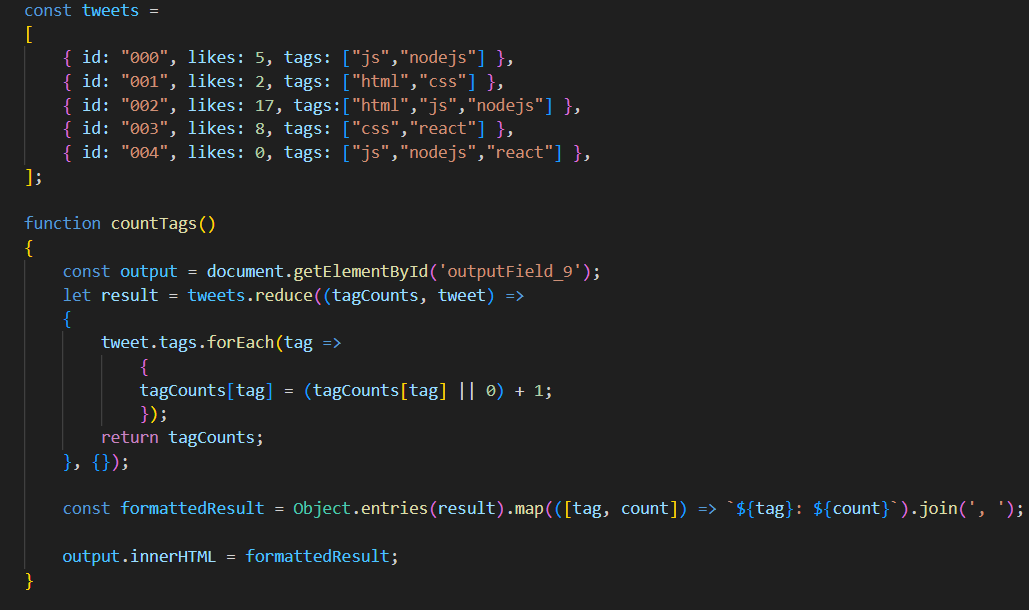 const tweets =
[
    { id: "000", likes: 5, tags: ["js","nodejs"] },
    { id: "001", likes: 2, tags: ["html","css"] },
    { id: "002", likes: 17, tags:["html","js","nodejs"] },
    { id: "003", likes: 8, tags: ["css","react"] },
    { id: "004", likes: 0, tags: ["js","nodejs","react"] },
];

function countTags()
{
    const output = document.getElementById('outputField_9');
    let result = tweets.reduce((tagCounts, tweet) =>
    {
        tweet.tags.forEach(tag =>
            {
            tagCounts[tag] = (tagCounts[tag] || 0) + 1;
            });
        return tagCounts;
    }, {});

    const formattedResult = Object.entries(result).map(([tag, count]) => `${tag}: ${count}`).join(', ');

    output.innerHTML = formattedResult;
}